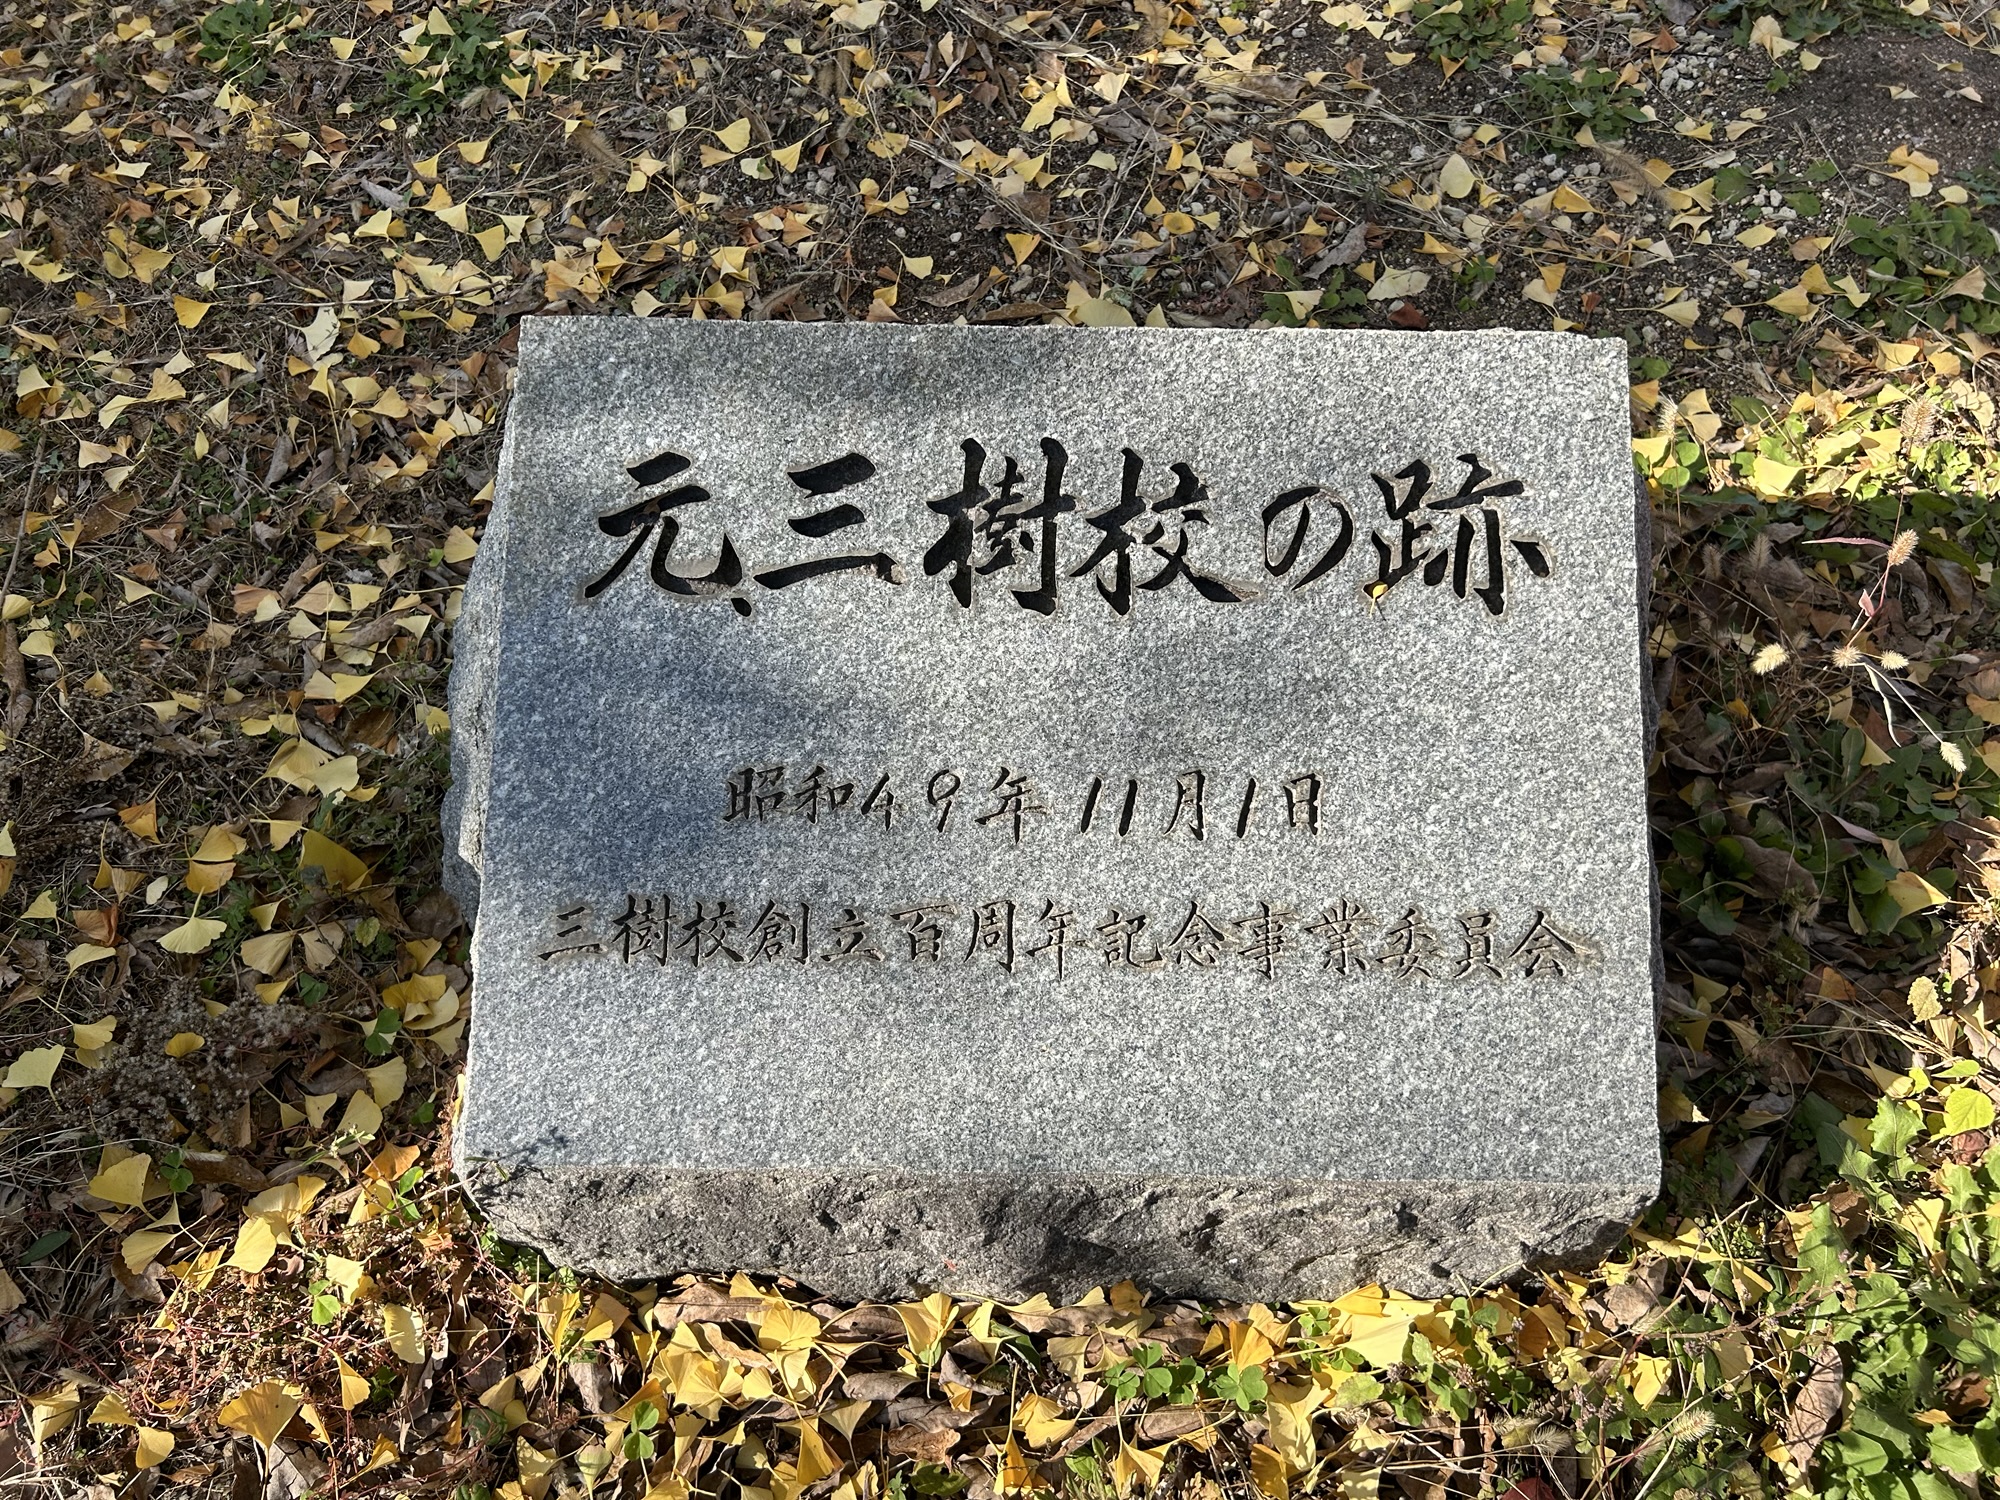 元三樹校の跡
昭和49年11月1日
三樹校創立百周年記念事業委員会